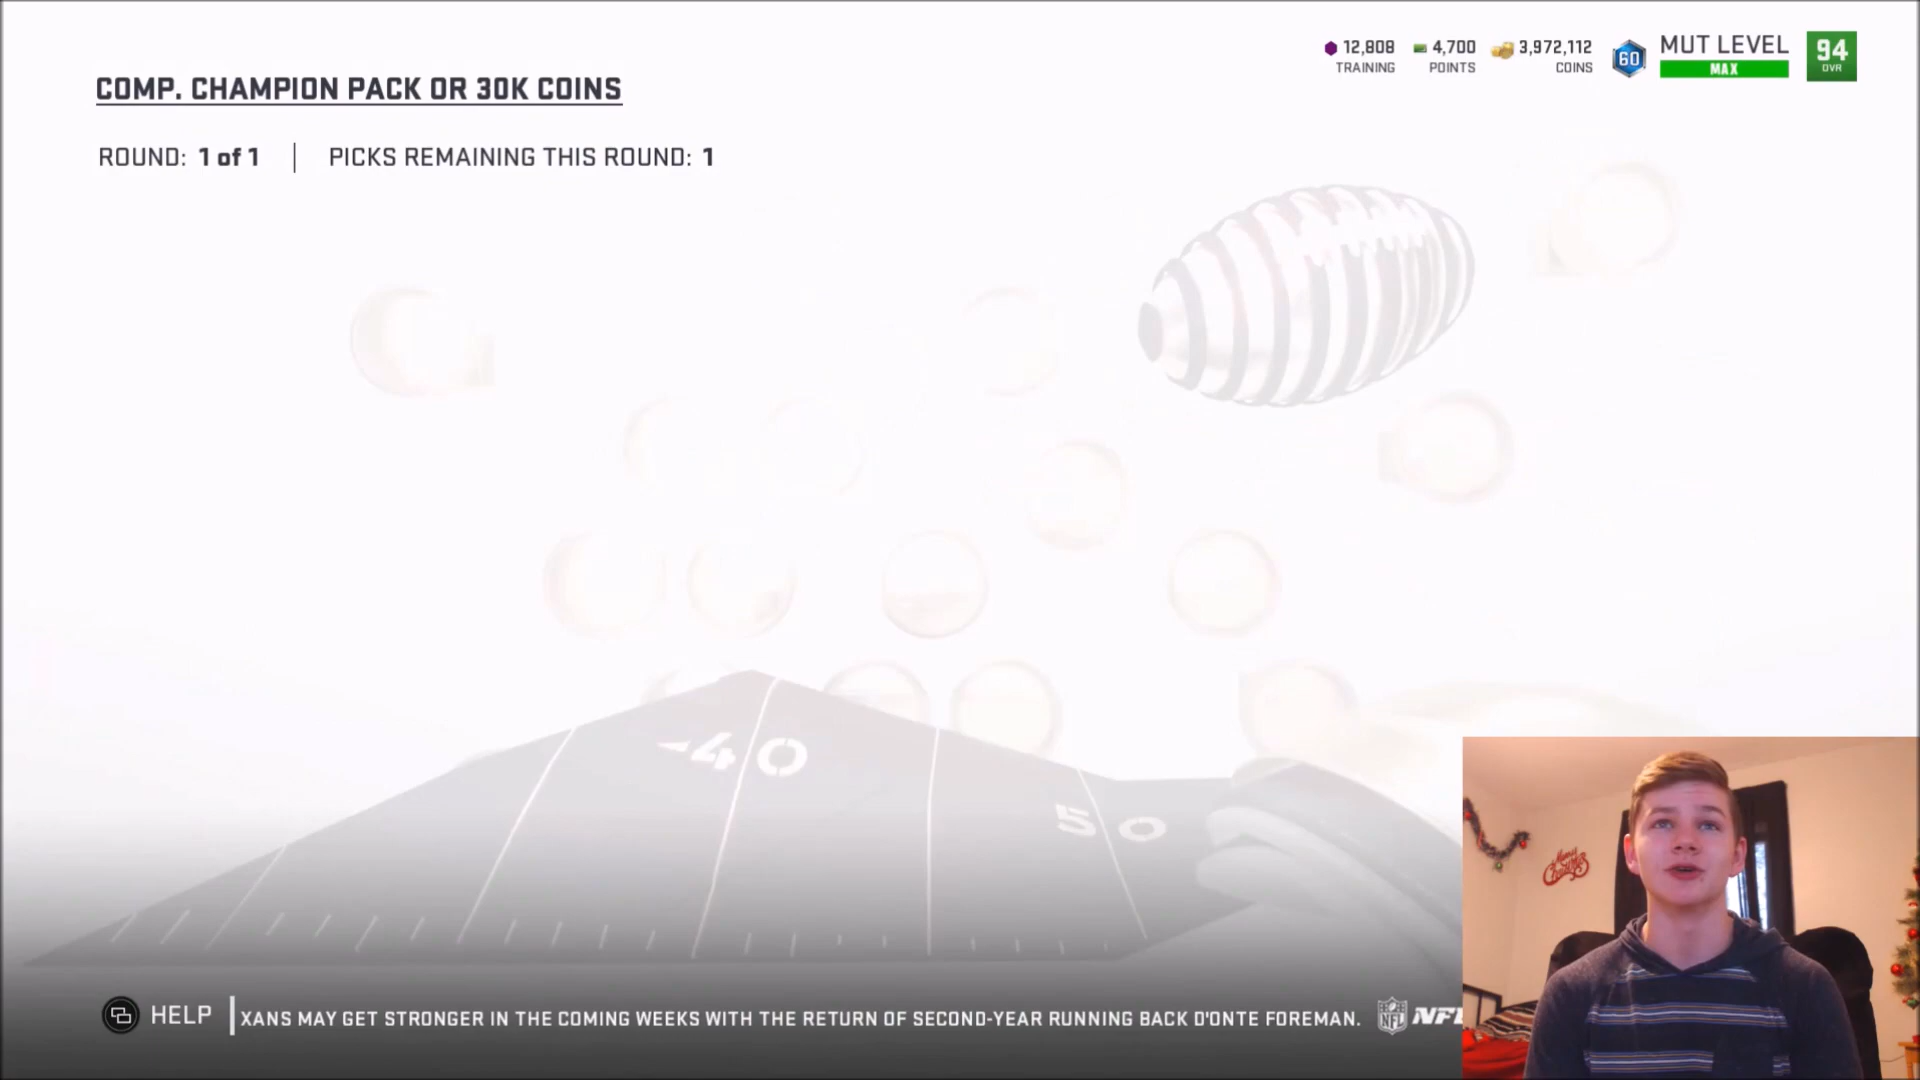 COMP. CHAMPION PACK OR 30K COINS
12,808 TRAINING
4,700 POINTS
3,972,112 COINS
60
MUT LEVEL
MAX
94
OVR
ROUND: 1 of 1 | PICKS REMAINING THIS ROUND: 1
40
50
Merry Christmas
HELP
XANS MAY GET STRONGER IN THE COMING WEEKS WITH THE RETURN OF SECOND-YEAR RUNNING BACK D'ONTE FOREMAN.
NFL